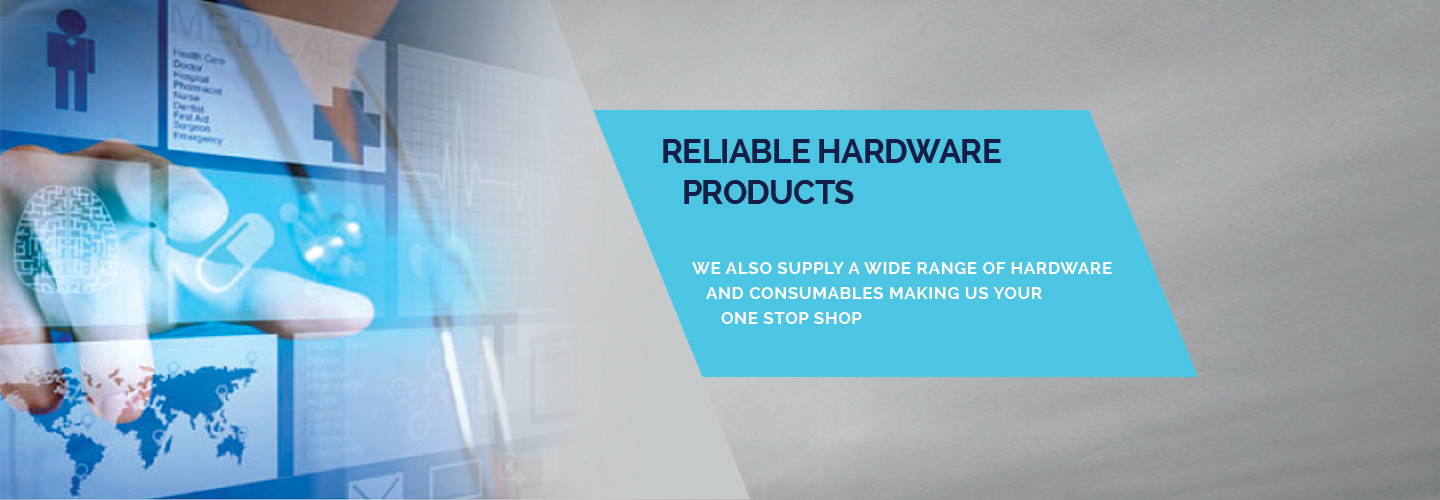 MEDICAL
Health Care
Doctor
Hospital
Pharmacist
Nurse
Dentist
First Aid
Surgeon
Emergency
RELIABLE HARDWARE
PRODUCTS
WE ALSO SUPPLY A WIDE RANGE OF HARDWARE
AND CONSUMABLES MAKING US YOUR
ONE STOP SHOP